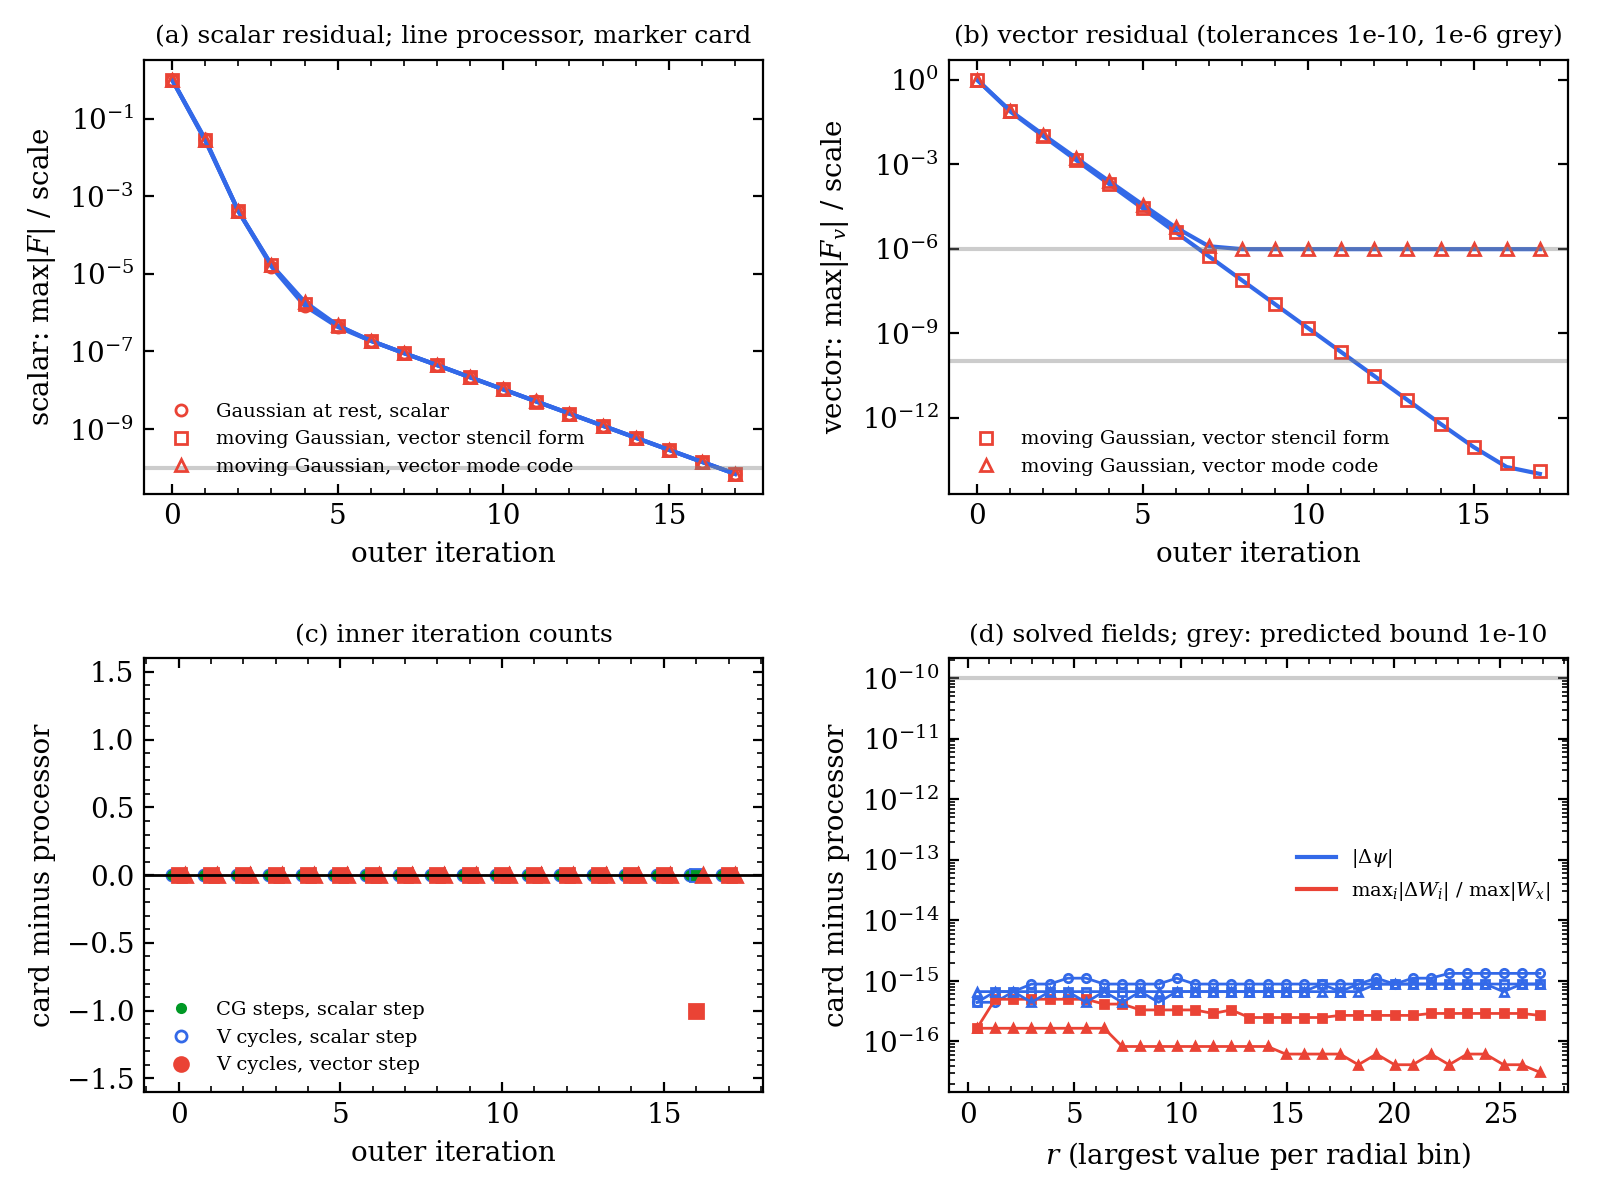 (a) scalar residual; line processor, marker card
scalar: max|F| / scale
10⁻¹
10⁻³
10⁻⁵
10⁻⁷
10⁻⁹
Gaussian at rest, scalar
moving Gaussian, vector stencil form
moving Gaussian, vector mode code
0 5 10 15
outer iteration
(b) vector residual (tolerances 1e-10, 1e-6 grey)
vector: max|Fᵥ| / scale
10⁰
10⁻³
10⁻⁶
10⁻⁹
10⁻¹²
moving Gaussian, vector stencil form
moving Gaussian, vector mode code
0 5 10 15
outer iteration
(c) inner iteration counts
card minus processor
1.5
1.0
0.5
0.0
−0.5
−1.0
−1.5
CG steps, scalar step
V cycles, scalar step
V cycles, vector step
0 5 10 15
outer iteration
(d) solved fields; grey: predicted bound 1e-10
card minus processor
10⁻¹⁰
10⁻¹¹
10⁻¹²
10⁻¹³
10⁻¹⁴
10⁻¹⁵
10⁻¹⁶
|Δψ|
maxᵢ|ΔWᵢ| / max|Wₓ|
0 5 10 15 20 25
r (largest value per radial bin)